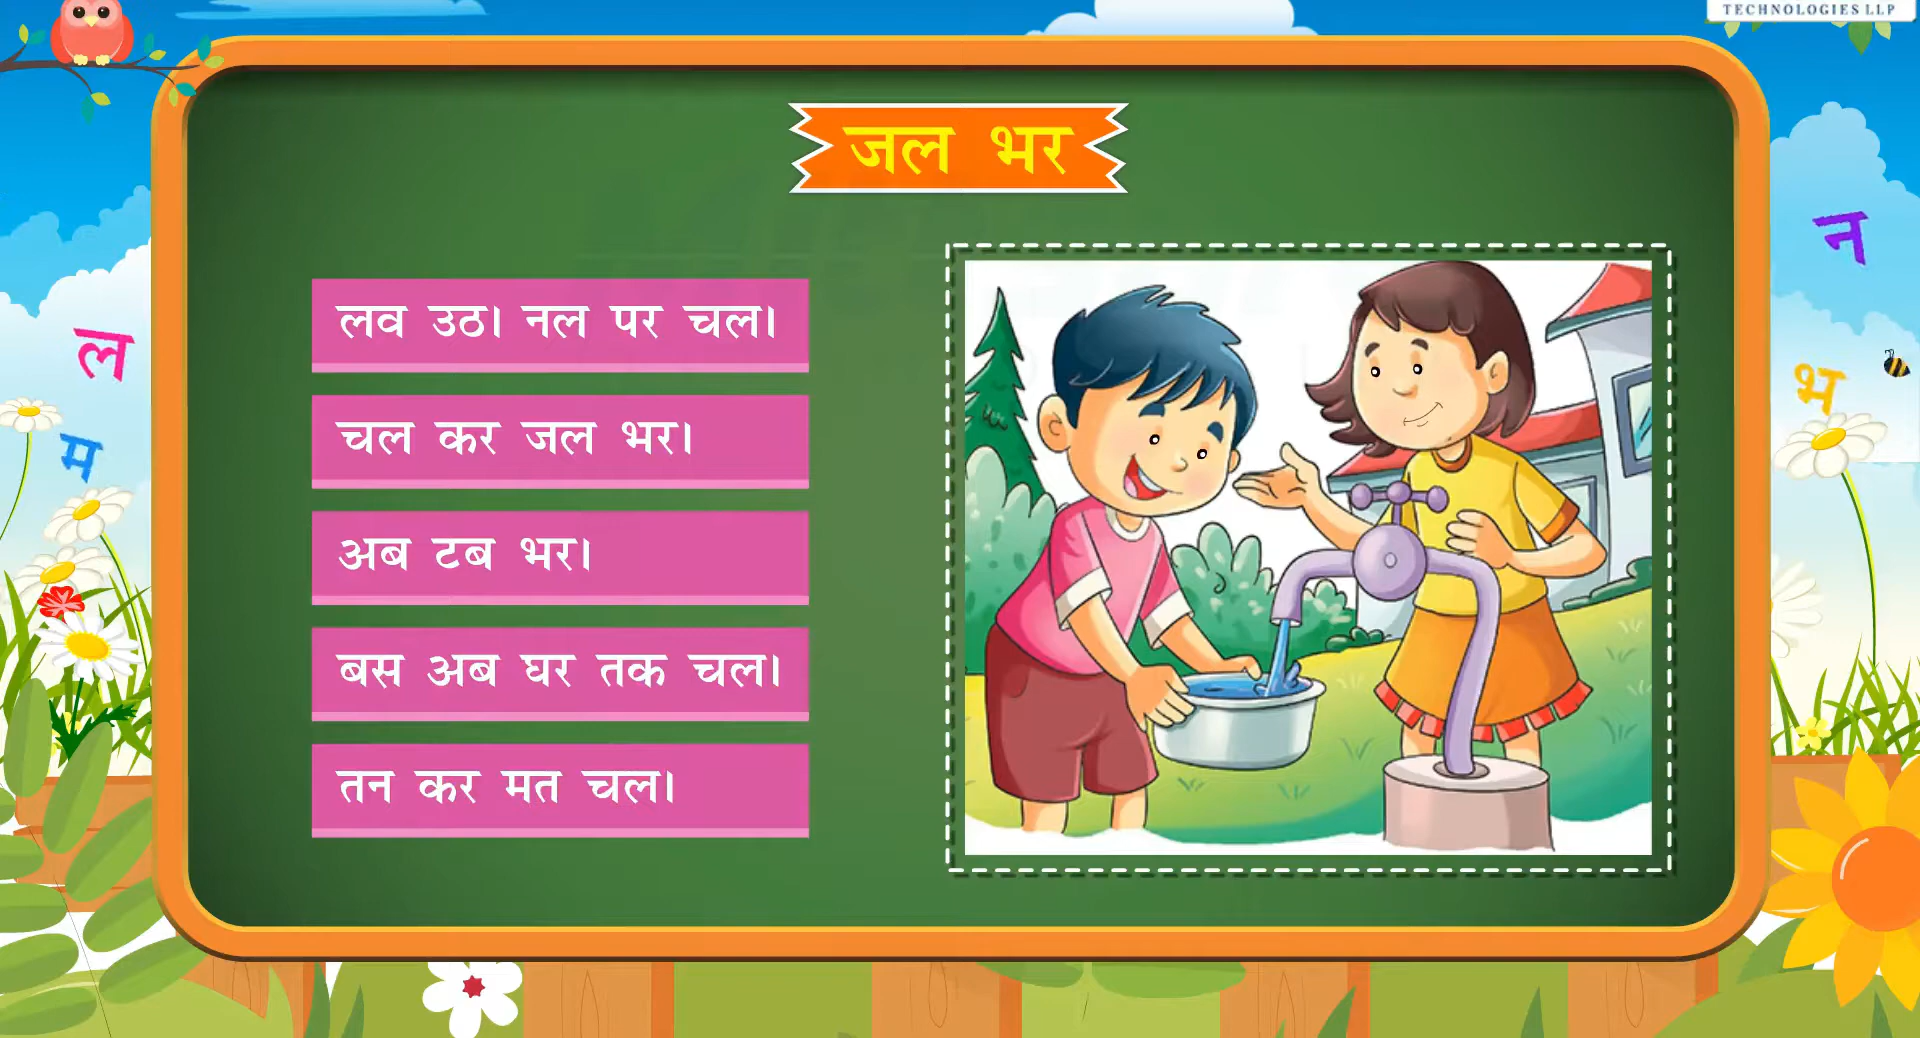 TECHNOLOGIES LLP
जल भर
लव उठ। नल पर चल।
चल कर जल भर।
अब टब भर।
बस अब घर तक चल।
तन कर मत चल।
ल
म
न
भ